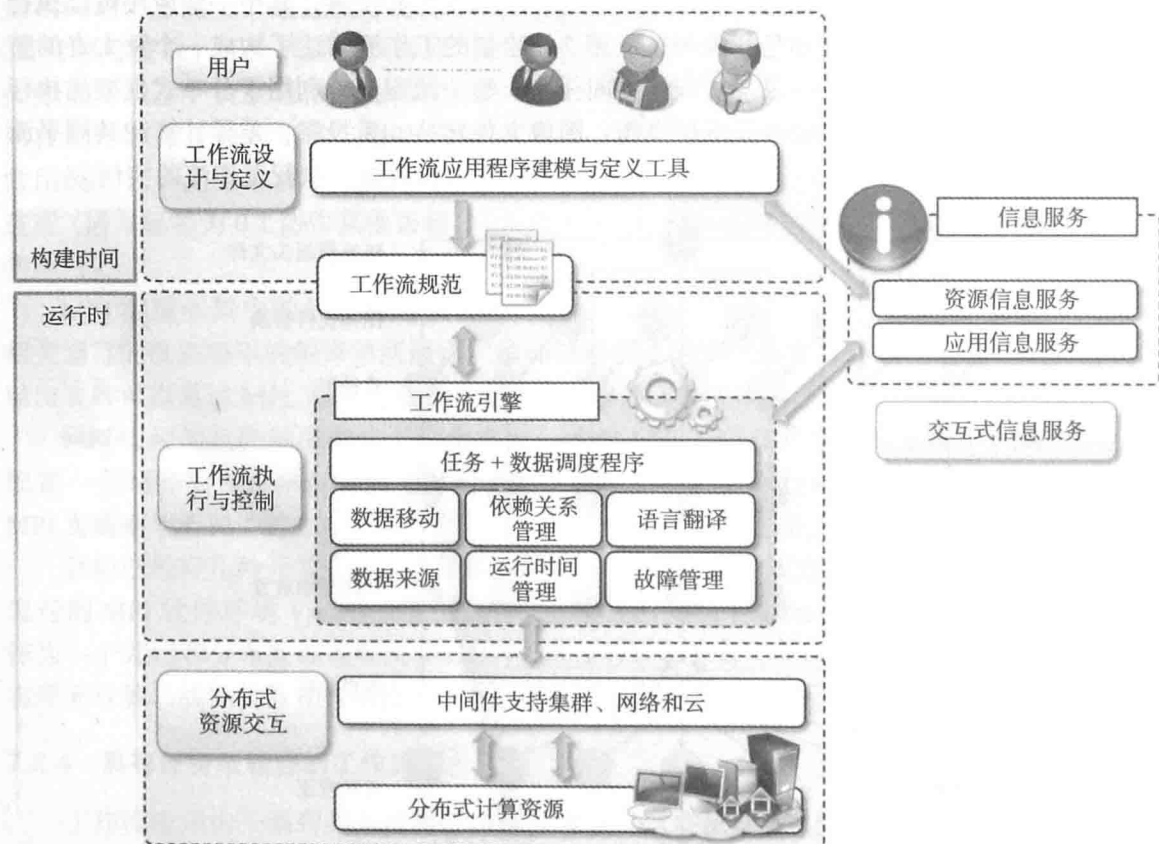 用户
工作流设
计与定义
工作流应用程序建模与定义工具
构建时间
工作流规范
运行时
信息服务
资源信息服务
应用信息服务
交互式信息服务
工作流引擎
工作流执
行与控制
任务 + 数据调度程序
数据移动
依赖关系
管理
语言翻译
数据来源
运行时间
管理
故障管理
分布式
资源交互
中间件支持集群、网络和云
分布式计算资源